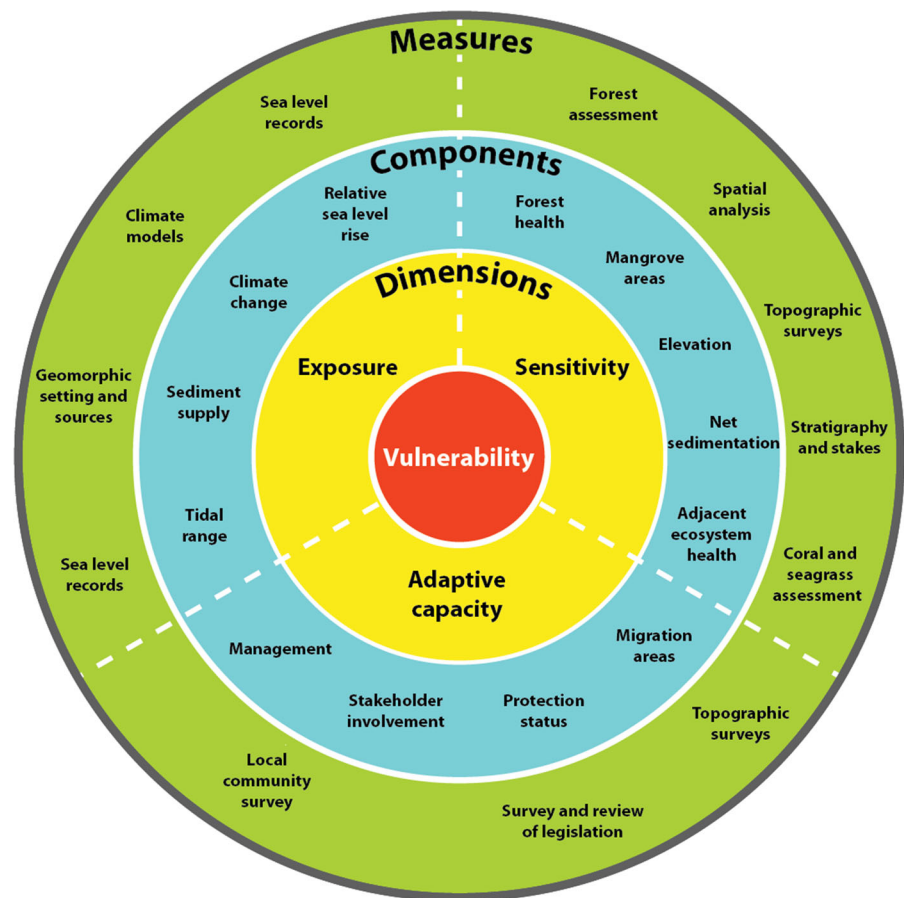 Measures
Sea level
records
Forest
assessment
Components
Relative
sea level
rise
Forest
health
Spatial
analysis
Climate
models
Climate
change
Mangrove
areas
Dimensions
Topographic
surveys
Elevation
Exposure
Sensitivity
Geomorphic
setting and
sources
Sediment
supply
Net
sedimentation
Stratigraphy
and stakes
Vulnerability
Tidal
range
Adjacent
ecosystem
health
Sea level
records
Coral and
seagrass
assessment
Adaptive
capacity
Management
Migration
areas
Stakeholder
involvement
Protection
status
Topographic
surveys
Local
community
survey
Survey and review
of legislation